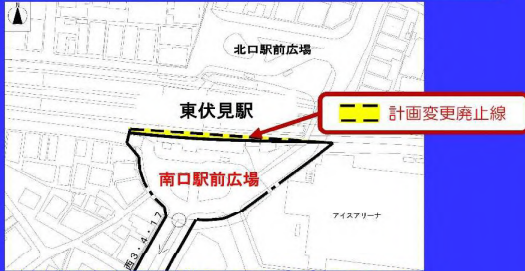 北口駅前広場
東伏見駅
計画変更廃止線
南口駅前広場
アイスアリーナ
西3・4・17